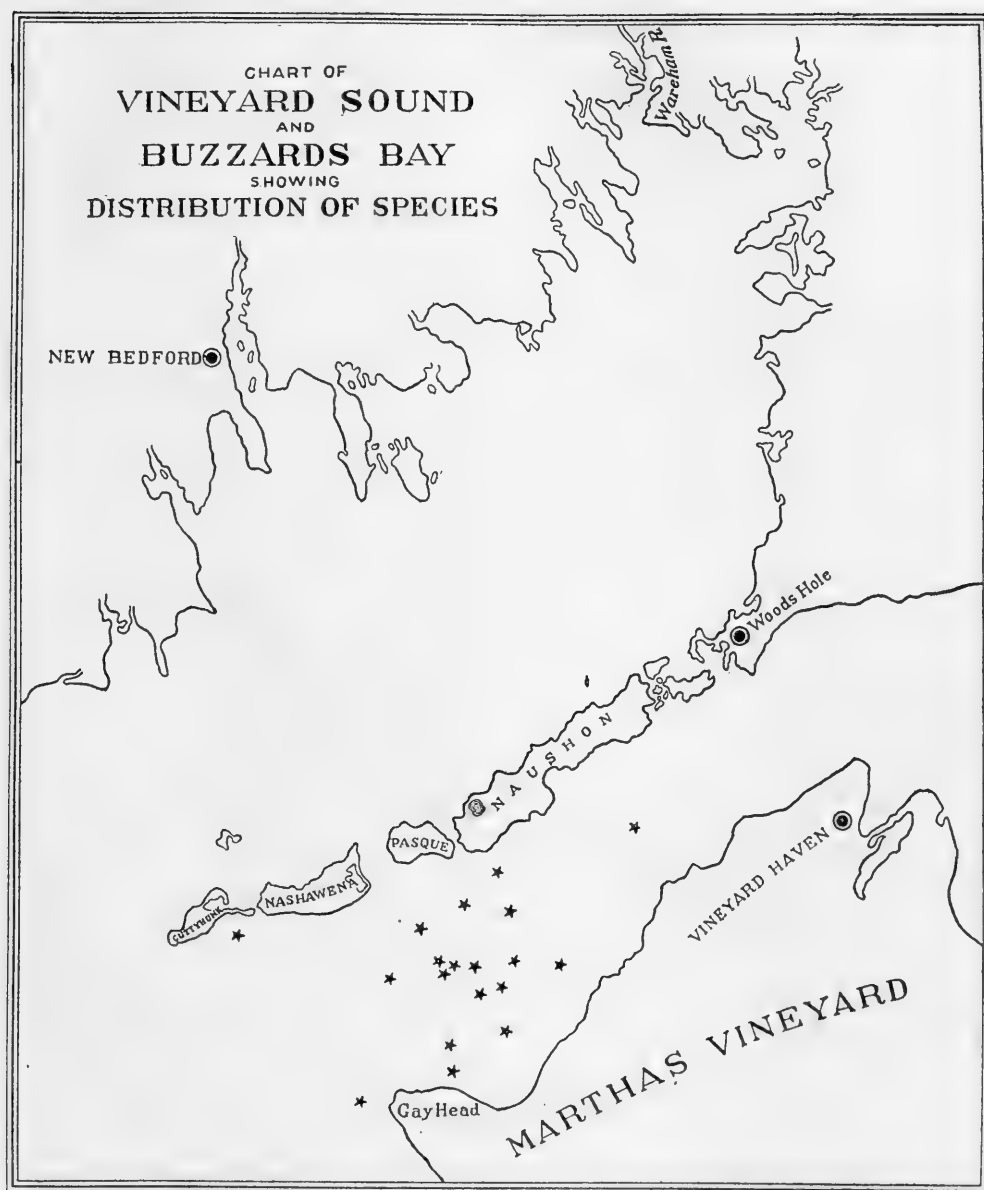 CHART OF
VINEYARD SOUND
AND
BUZZARDS BAY
SHOWING
DISTRIBUTION OF SPECIES
Wareham R.
NEW BEDFORD
Woods Hole
NAUSHON
PASQUE
VINEYARD HAVEN
NASHAWENA
CUTTYHUNK
MARTHAS VINEYARD
Gay Head